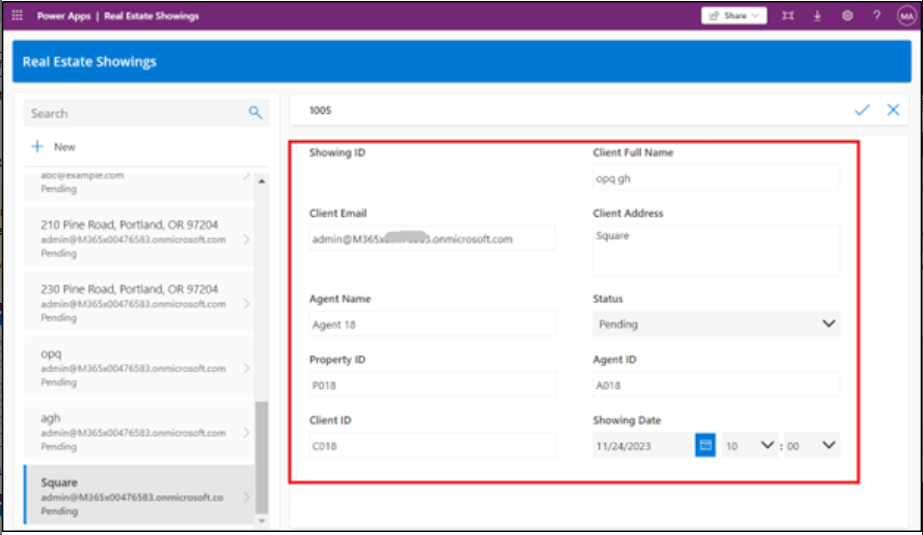 Power Apps | Real Estate Showings
Share
MA
Real Estate Showings
Search
New
abc@example.com
Pending
210 Pine Road, Portland, OR 97204
admin@M365x00476583.onmicrosoft.com
Pending
230 Pine Road, Portland, OR 97204
admin@M365x00476583.onmicrosoft.com
Pending
opq
admin@M365x00476583.onmicrosoft.com
Pending
agh
admin@M365x00476583.onmicrosoft.com
Pending
Square
admin@M365x00476583.onmicrosoft.co
Pending
1005
Showing ID
Client Full Name
opq gh
Client Email
Client Address
admin@M365x 3.onmicrosoft.com
Square
Agent Name
Status
Agent 18
Pending
Property ID
Agent ID
P018
A018
Client ID
Showing Date
C018
11/24/2023 10 : 00